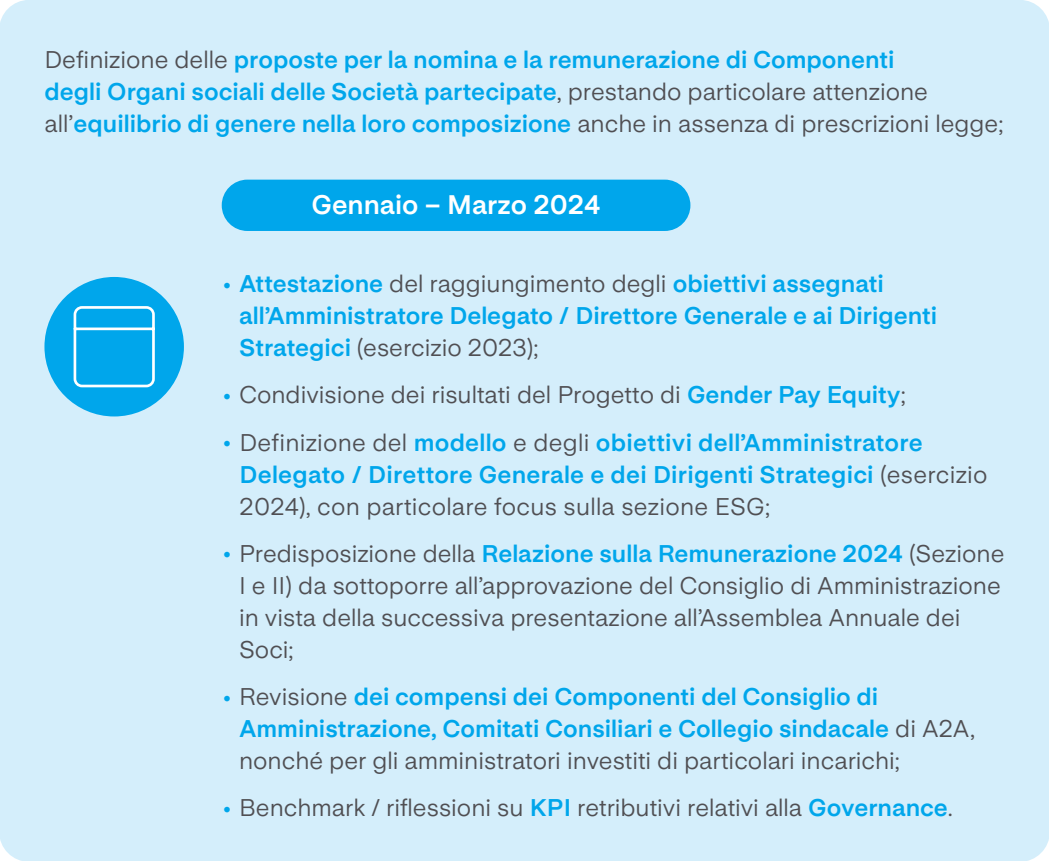 Definizione delle proposte per la nomina e la remunerazione di Componenti
degli Organi sociali delle Società partecipate, prestando particolare attenzione
all'equilibrio di genere nella loro composizione anche in assenza di prescrizioni legge;
Gennaio – Marzo 2024
• Attestazione del raggiungimento degli obiettivi assegnati
all'Amministratore Delegato / Direttore Generale e ai Dirigenti
Strategici (esercizio 2023);
• Condivisione dei risultati del Progetto di Gender Pay Equity;
• Definizione del modello e degli obiettivi dell'Amministratore
Delegato / Direttore Generale e dei Dirigenti Strategici (esercizio
2024), con particolare focus sulla sezione ESG;
• Predisposizione della Relazione sulla Remunerazione 2024 (Sezione
I e II) da sottoporre all'approvazione del Consiglio di Amministrazione
in vista della successiva presentazione all'Assemblea Annuale dei
Soci;
• Revisione dei compensi dei Componenti del Consiglio di
Amministrazione, Comitati Consiliari e Collegio sindacale di A2A,
nonché per gli amministratori investiti di particolari incarichi;
• Benchmark / riflessioni su KPI retributivi relativi alla Governance.